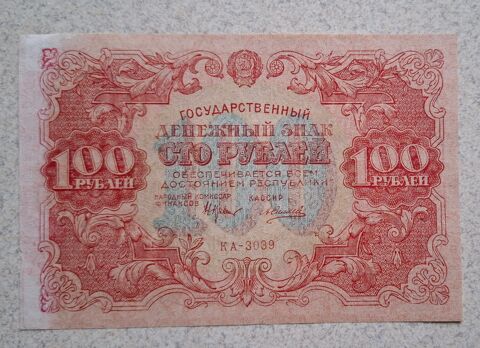 ГОСУДАРСТВЕННЫЙ
ДЕНЕЖНЫЙ ЗНАК
100
РУБЛЕЙ
СТО РУБЛЕЙ
100
РУБЛЕЙ
100
ОБЕСПЕЧИВАЕТСЯ ВСЕМ
ДОСТОЯНИЕМ РЕСПУБЛИКИ
НАРОДНЫЙ КОМИССАР
ФИНАНСОВ
КАССИР
КА-3039